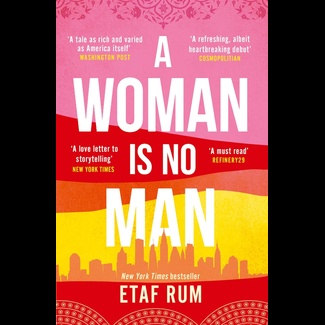 'A tale as rich and varied
as America itself'
WASHINGTON POST
'A refreshing, albeit
heartbreaking debut'
COSMOPOLITAN
A
WOMAN
'A love letter to
storytelling'
NEW YORK TIMES
IS NO
'A must read'
REFINERY29
MAN
New York Times bestseller
ETAF RUM